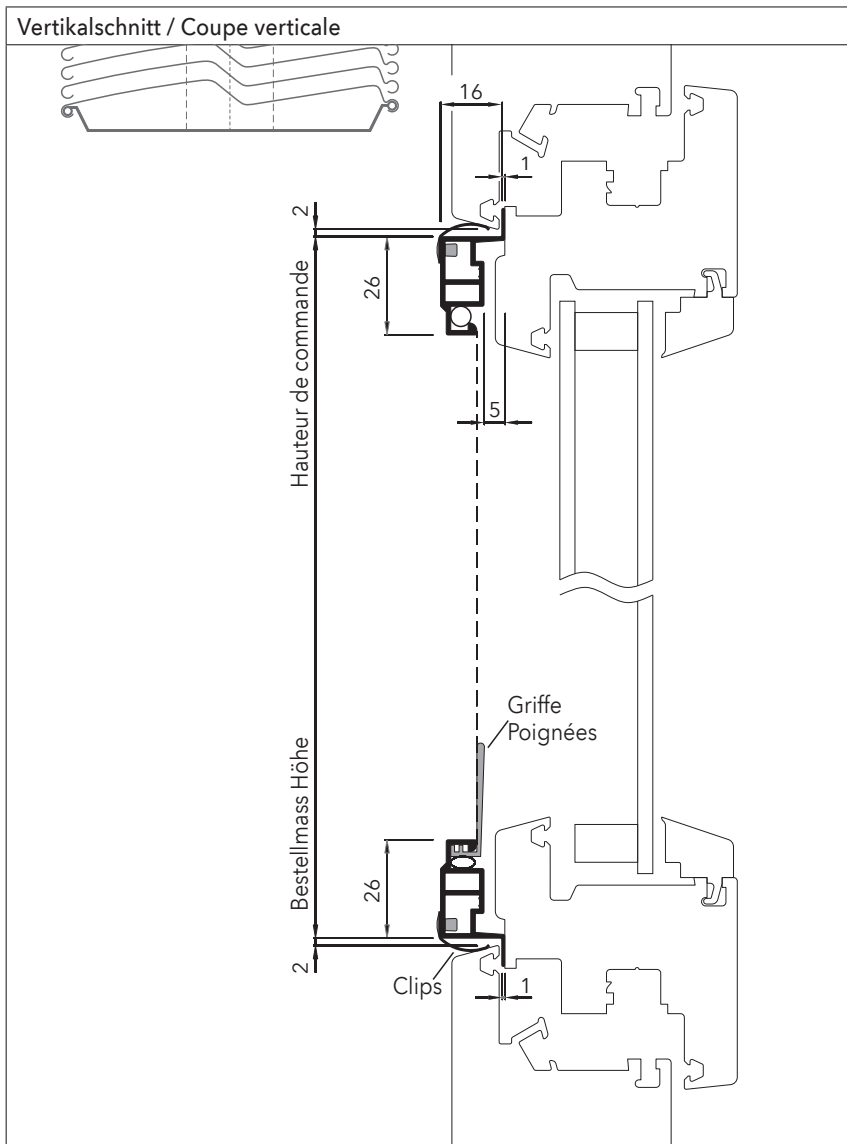 Vertikalschnitt / Coupe verticale
16
1
2
26
Hauteur de commande
5
Griffe
Poignées
Bestellmass Höhe
26
2
Clips
1